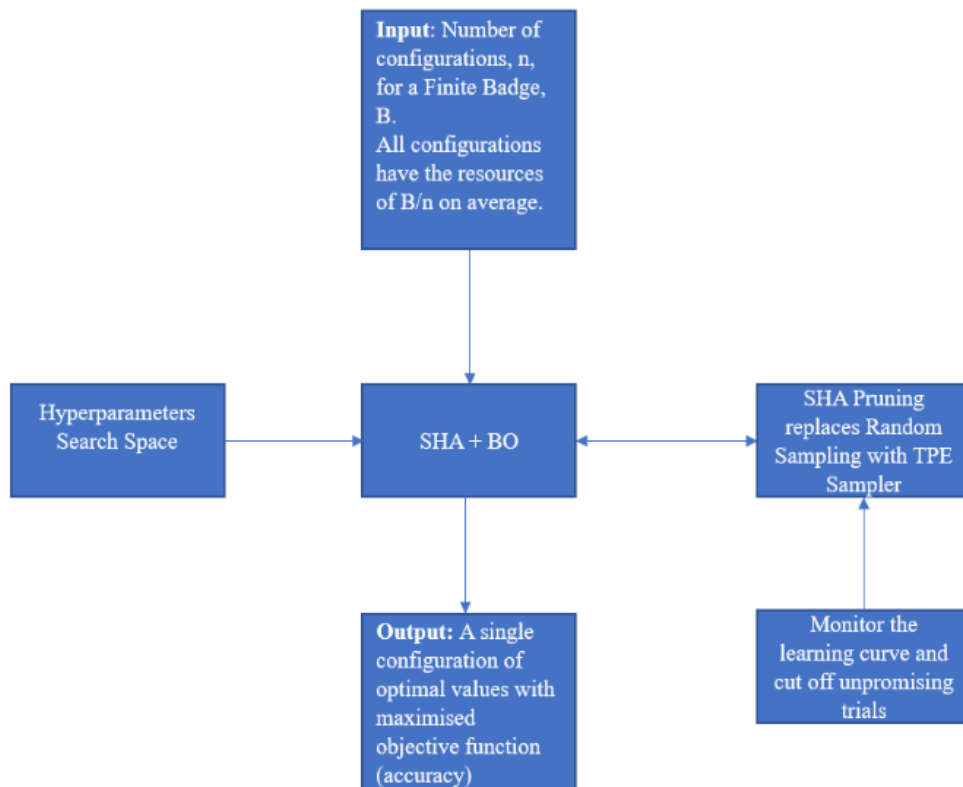 Input: Number of
configurations, n,
for a Finite Badge,
B.
All configurations
have the resources
of B/n on average.
Hyperparameters
Search Space
SHA + BO
SHA Pruning
replaces Random
Sampling with TPE
Sampler
Output: A single
configuration of
optimal values with
maximised
objective function
(accuracy)
Monitor the
learning curve and
cut off unpromising
trials